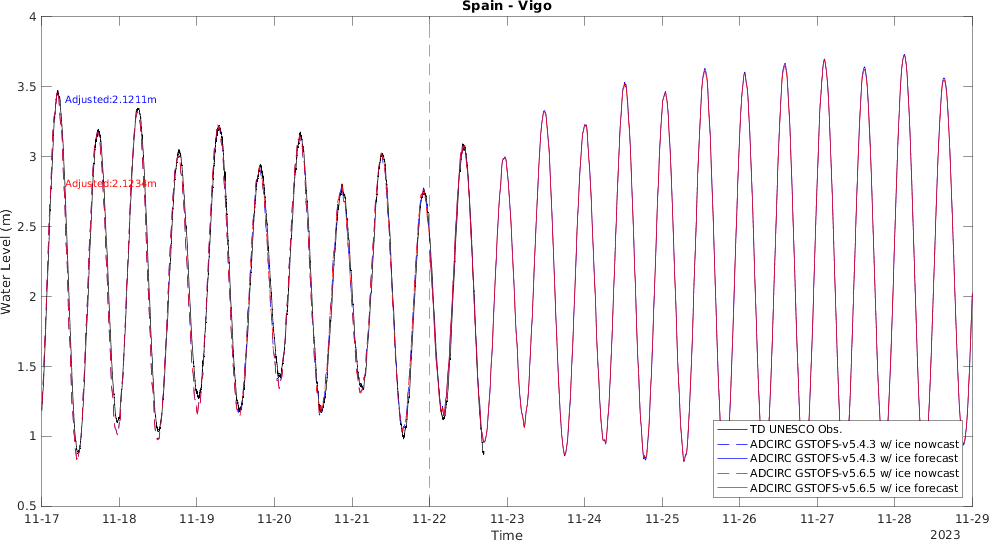 Spain - Vigo
4
3.5
3
2.5
2
1.5
1
0.5
Water Level (m)
Adjusted:2.1211m
Adjusted:2.1234m
TD UNESCO Obs.
ADCIRC GSTOFS-v5.4.3 w/ ice nowcast
ADCIRC GSTOFS-v5.4.3 w/ ice forecast
ADCIRC GSTOFS-v5.6.5 w/ ice nowcast
ADCIRC GSTOFS-v5.6.5 w/ ice forecast
11-17 11-18 11-19 11-20 11-21 11-22 11-23 11-24 11-25 11-26 11-27 11-28 11-29
Time
2023